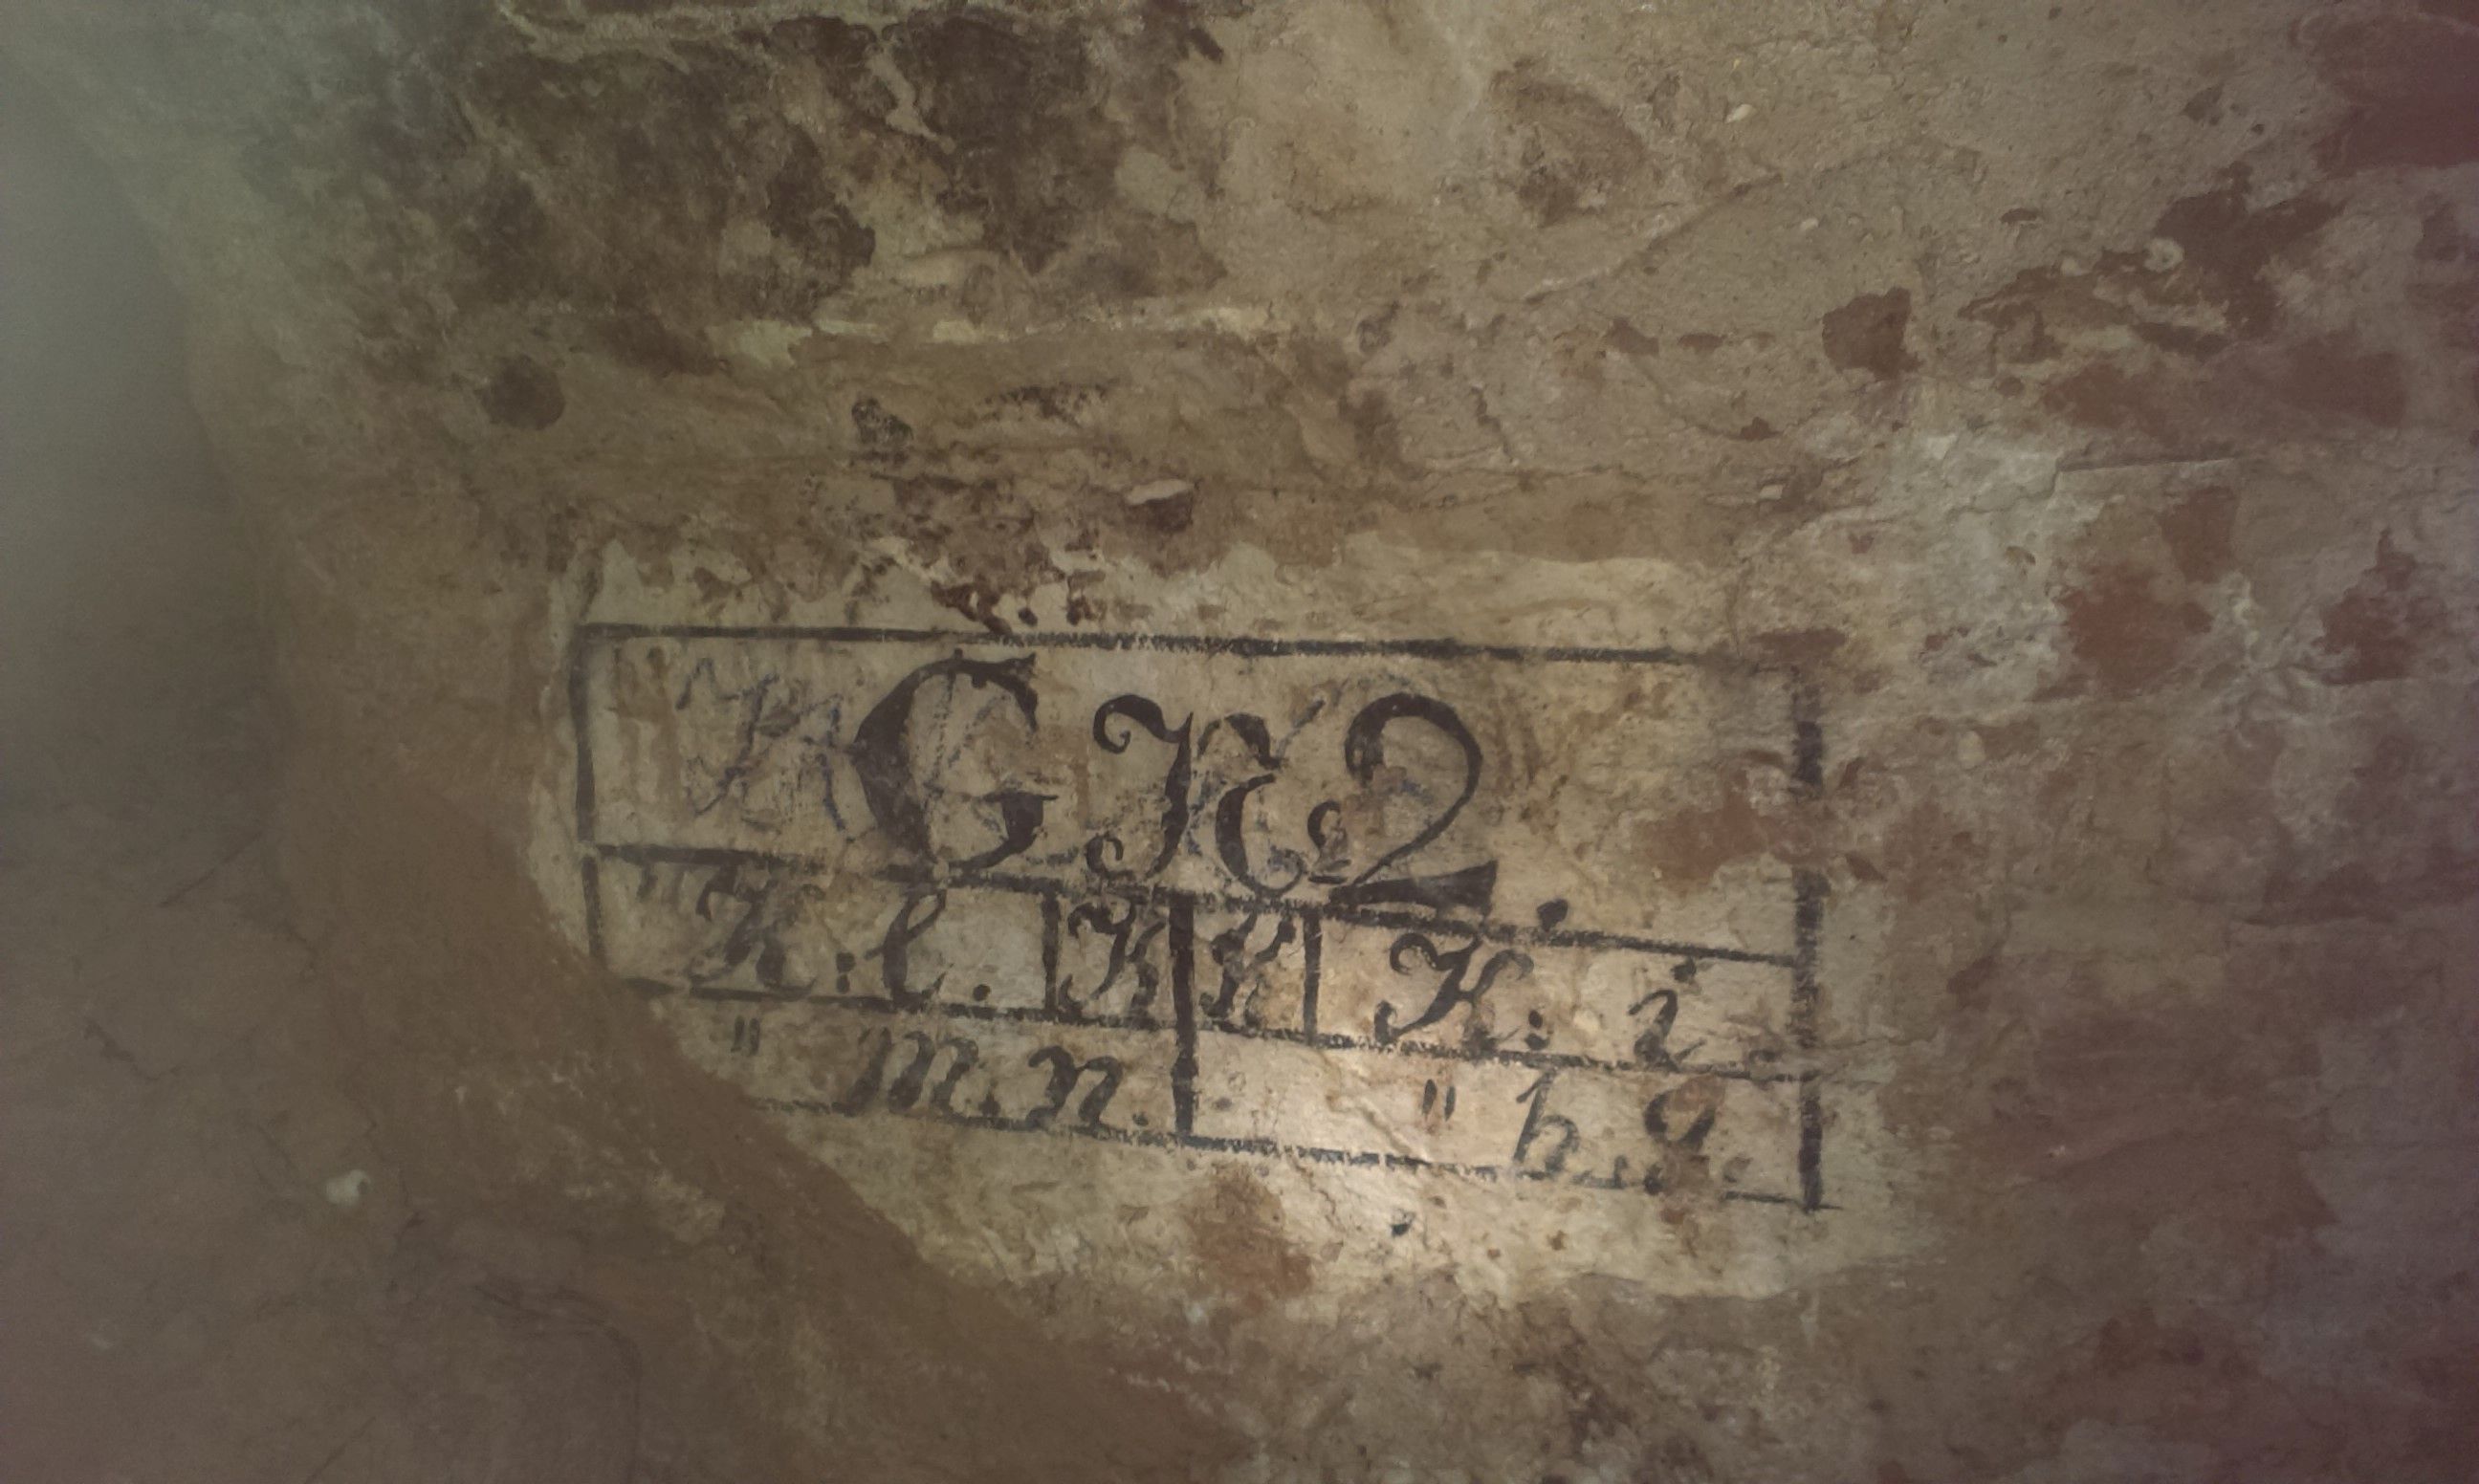 G K 2.
K: l. K K K: i.
" m. n. " h. g.